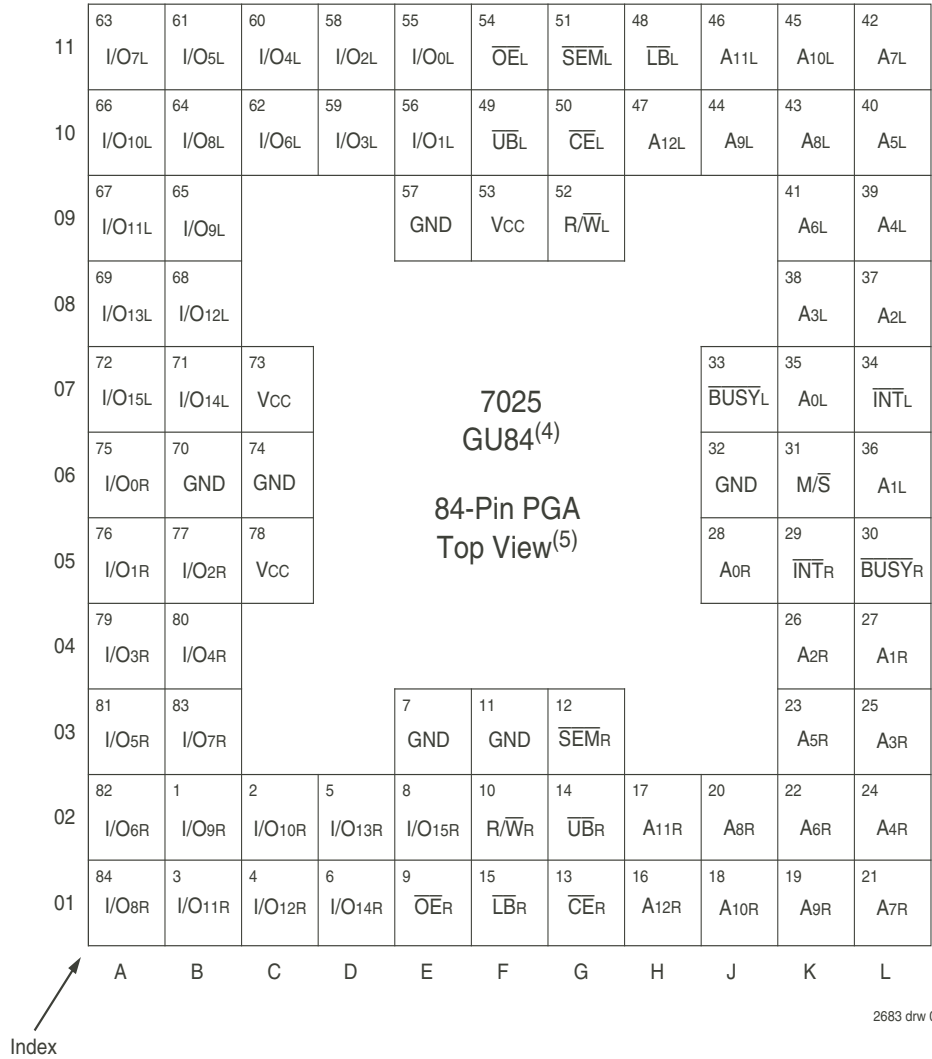 63 61 60 58 55 54 51 48 46 45 42
11 I/O7L I/O5L I/O4L I/O2L I/O0L OEL SEML LBL A11L A10L A7L
66 64 62 59 56 49 50 47 44 43 40
10 I/O10L I/O8L I/O6L I/O3L I/O1L UBL CEL A12L A9L A8L A5L
67 65 57 53 52 41 39
09 I/O11L I/O9L GND VCC R/WL A6L A4L
69 68 38 37
08 I/O13L I/O12L A3L A2L
72 71 73 33 35 34
07 I/O15L I/O14L VCC BUSYL A0L INTL
7025
GU84(4)
75 70 74 32 31 36
06 I/O0R GND GND GND M/S A1L
84-Pin PGA
Top View(5)
76 77 78 28 29 30
05 I/O1R I/O2R VCC A0R INTR BUSYR
79 80 26 27
04 I/O3R I/O4R A2R A1R
81 83 7 11 12 23 25
03 I/O5R I/O7R GND GND SEMR A5R A3R
82 1 2 5 8 10 14 17 20 22 24
02 I/O6R I/O9R I/O10R I/O13R I/O15R R/WR UBR A11R A8R A6R A4R
84 3 4 6 9 15 13 16 18 19 21
01 I/O8R I/O11R I/O12R I/O14R OER LBR CER A12R A10R A9R A7R
A B C D E F G H J K L
2683 drw
Index